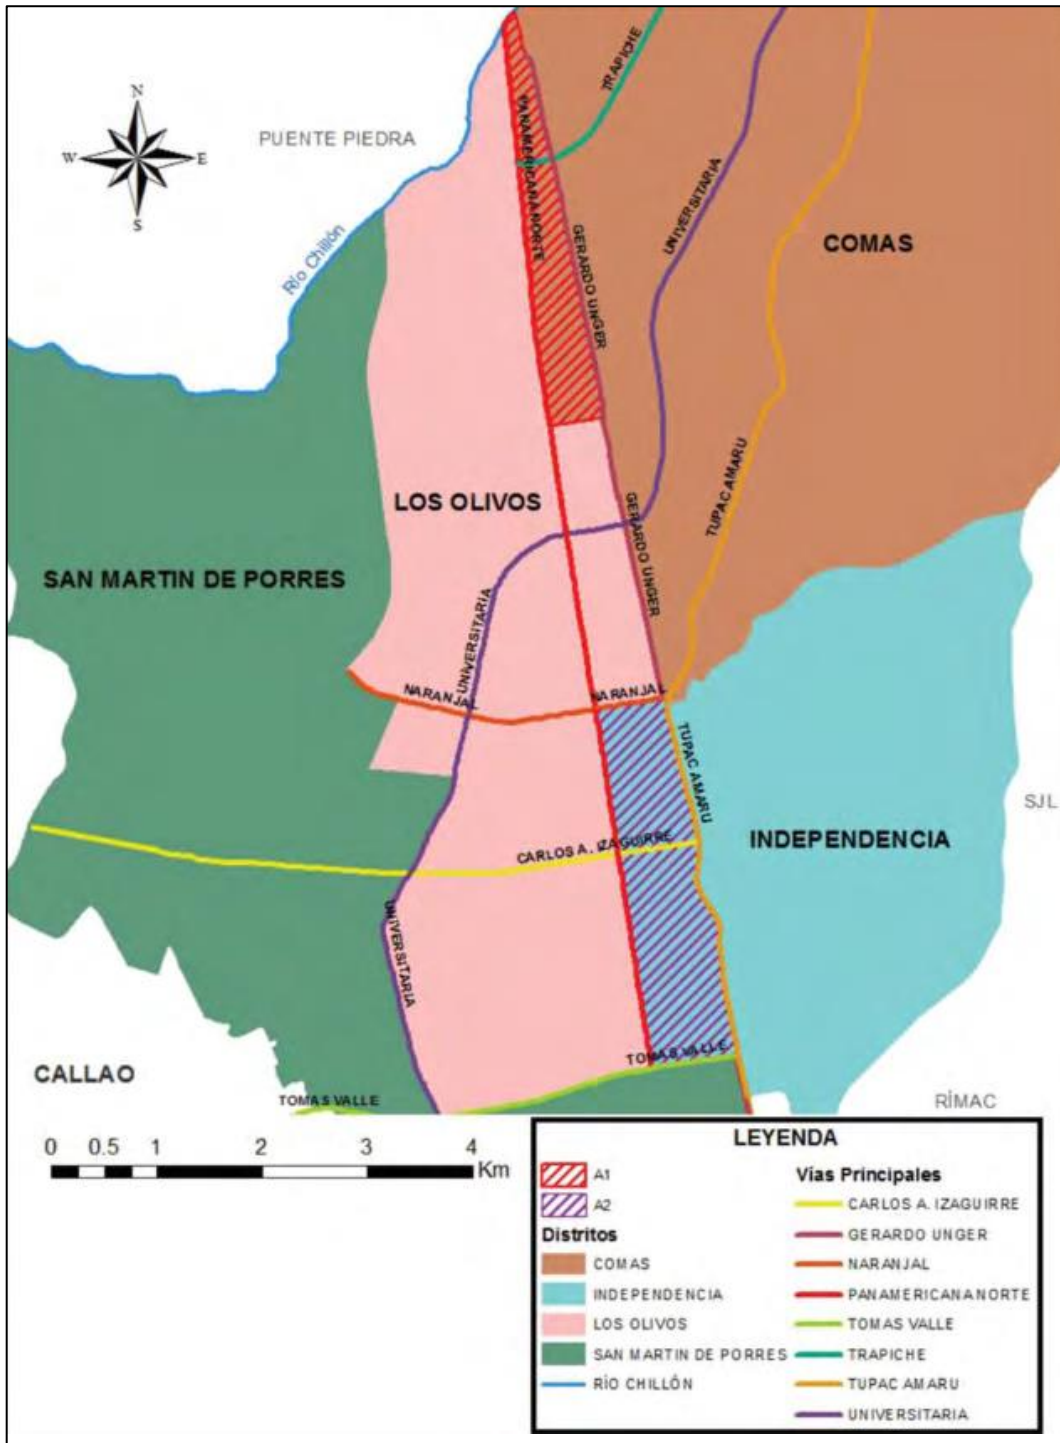 N
W
E
S
PUENTE PIEDRA
TRAPICHE
PANAMERICANA NORTE
UNIVERSITARIA
COMAS
Río Chillón
GERARDO UNGER
TUPAC AMARU
LOS OLIVOS
GERARDO UNGER
SAN MARTIN DE PORRES
UNIVERSITARIA
NARANJAL
NARANJAL
TUPAC AMARU
SJL
INDEPENDENCIA
CARLOS A. IZAGUIRRE
UNIVERSITARIA
TOMAS VALLE
CALLAO
TOMAS VALLE
RÍMAC
0 0.5 1 2 3 4
Km
LEYENDA
A1
A2
Distritos
COMAS
INDEPENDENCIA
LOS OLIVOS
SAN MARTIN DE PORRES
RÍO CHILLÓN
Vías Principales
CARLOS A. IZAGUIRRE
GERARDO UNGER
NARANJAL
PANAMERICANA NORTE
TOMAS VALLE
TRAPICHE
TUPAC AMARU
UNIVERSITARIA